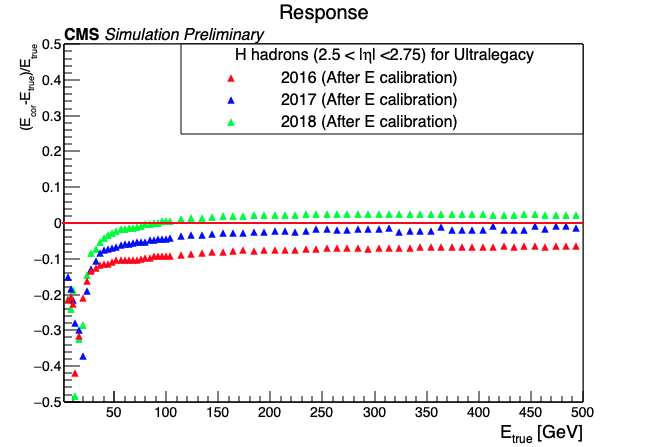 Response
CMS Simulation Preliminary
(E_cor-E_true)/E_true
H hadrons (2.5 < |η| <2.75) for Ultralegacy
2016 (After E calibration)
2017 (After E calibration)
2018 (After E calibration)
0.5
0.4
0.3
0.2
0.1
0
−0.1
−0.2
−0.3
−0.4
−0.5
50 100 150 200 250 300 350 400 450 500
E_true [GeV]